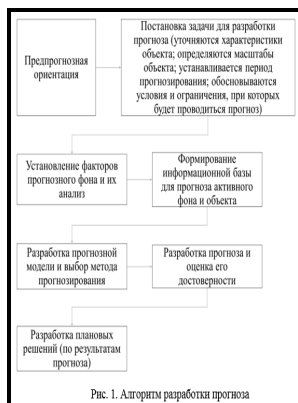 Предпрогнозная
ориентация
Постановка задачи для разработки
прогноза (уточняются характеристики
объекта; определяются масштабы
объекта; устанавливается период
прогнозирования; обосновываются
условия и ограничения, при которых
будет проводиться прогноз)
Установление факторов
прогнозного фона и их
анализ
Формирование
информационной базы
для прогноза активного
фона и объекта
Разработка прогнозной
модели и выбор метода
прогнозирования
Разработка прогноза и
оценка его
достоверности
Разработка плановых
решений (по результатам
прогноза)
Рис. 1. Алгоритм разработки прогноза